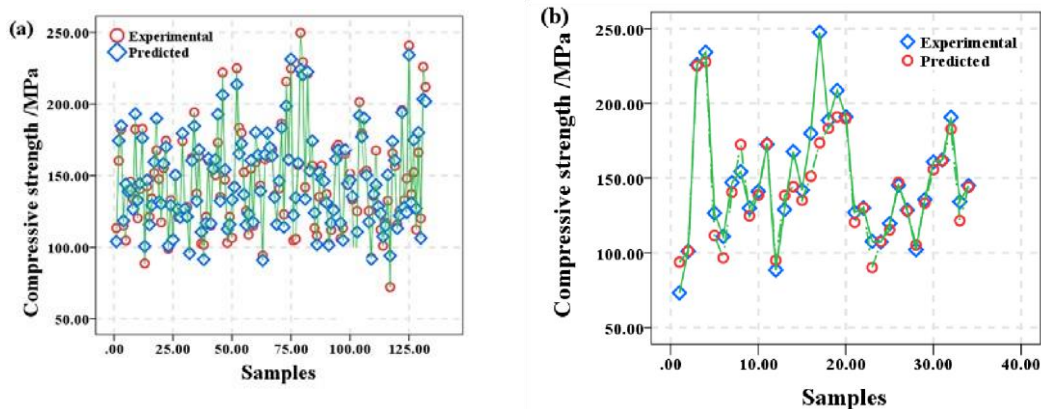 (a)
Experimental
Predicted
250.00
200.00
150.00
100.00
50.00
Compressive strength /MPa
.00 25.00 50.00 75.00 100.00 125.00
Samples
(b)
Experimental
Predicted
250.00
200.00
150.00
100.00
50.00
Compressive strength /MPa
.00 10.00 20.00 30.00 40.00
Samples